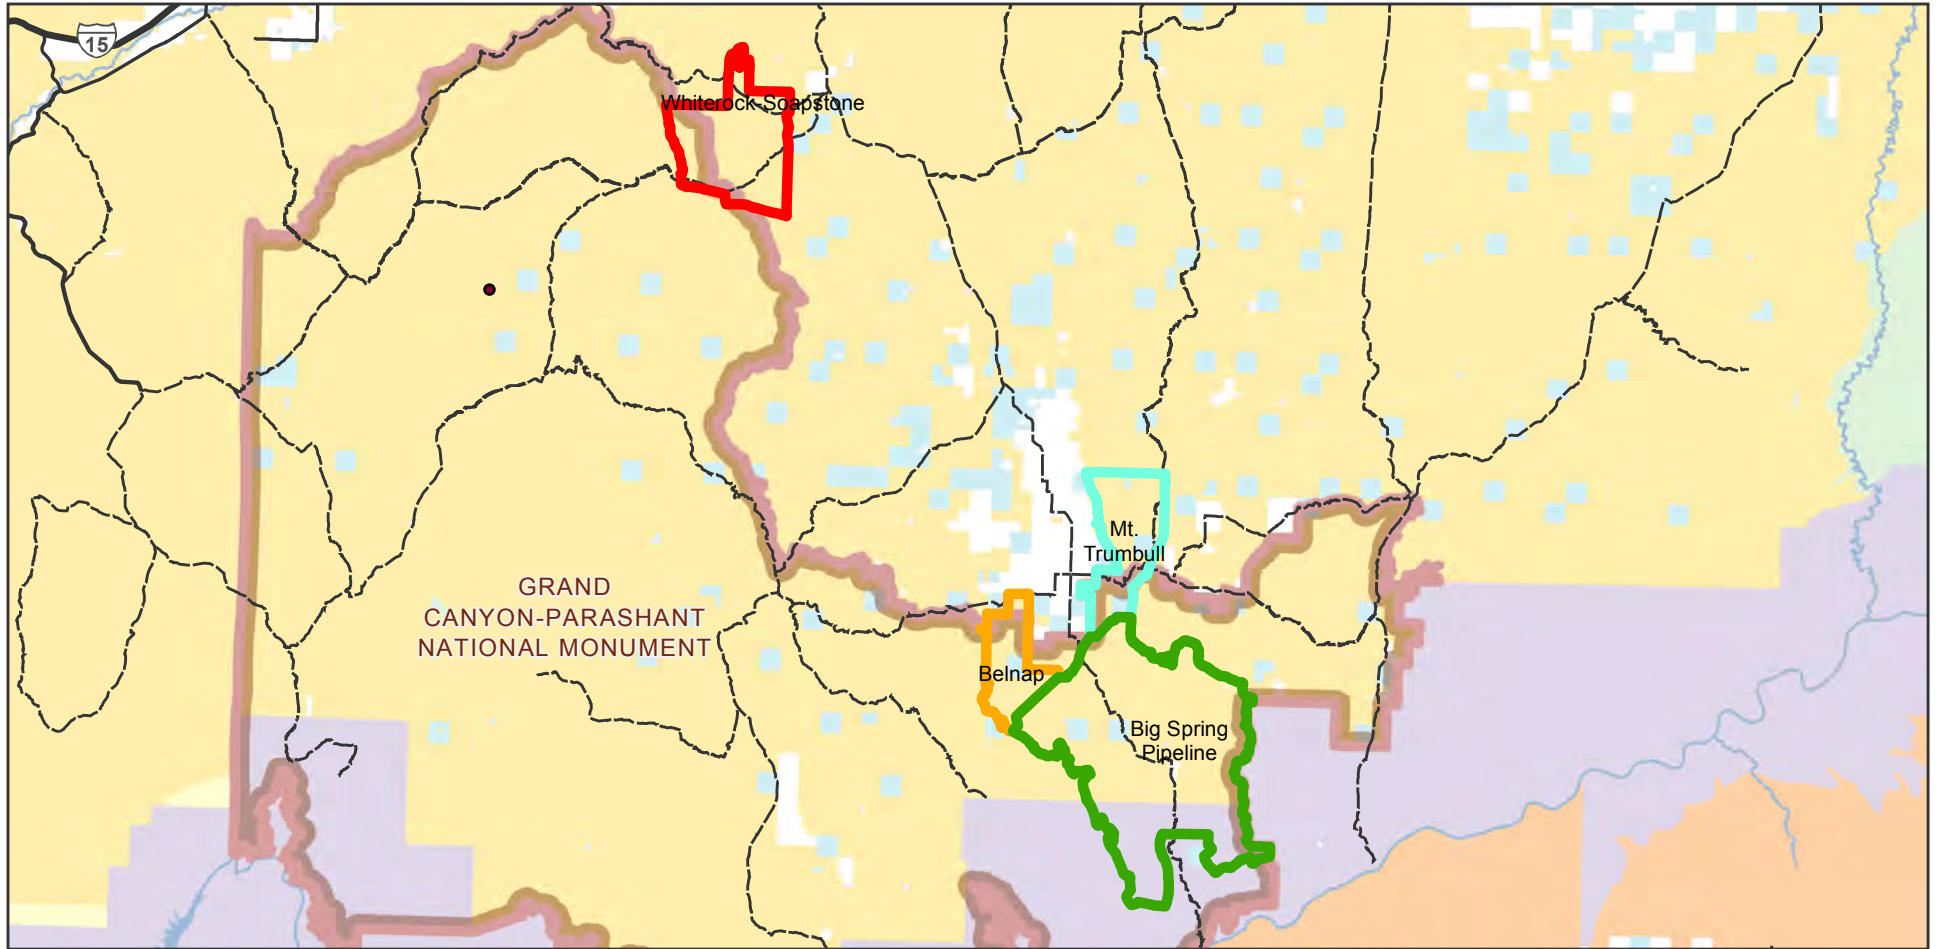 15
Whiterock-Soapstone
Mt.
Trumbull
GRAND
CANYON-PARASHANT
NATIONAL MONUMENT
Belnap
Big Spring
Pipeline